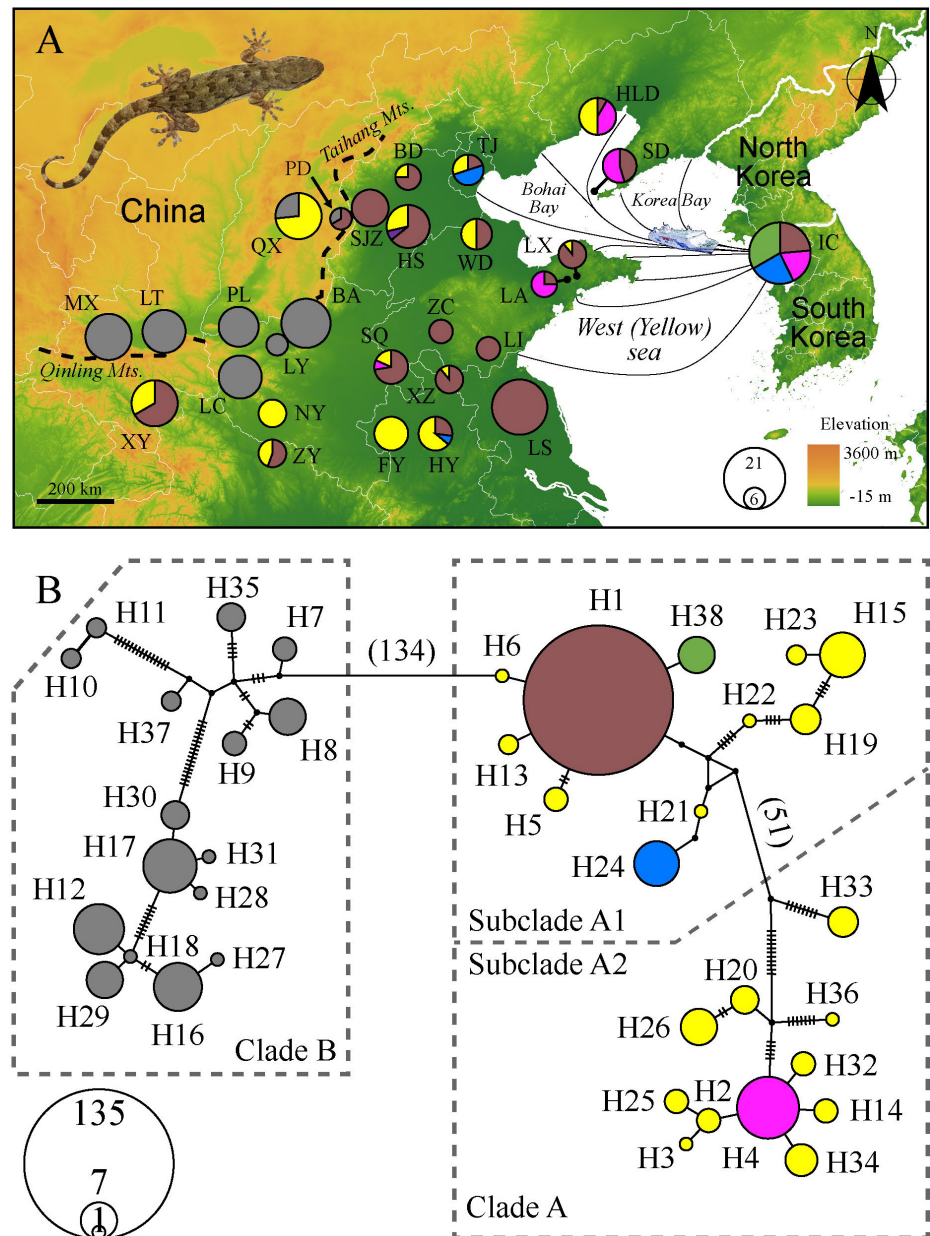 A
N
HLD
SD
TJ
BD
Taihang Mts.
PD
China
North
Korea
Bohai
Bay
Korea Bay
QX
SJZ
HS
WD
LX
LA
IC
South
Korea
MX
LT
PL
BA
LY
ZC
LI
West (Yellow)
sea
SQ
XZ
Qinling Mts.
LC
XY
NY
ZY
FY
HY
LS
Elevation
3600 m
-15 m
21
6
200 km
B
H11
H35
H7
H10
H37
H9
H8
(134)
H30
H17
H31
H28
H12
H18
H27
H29
H16
Clade B
H1
H6
H38
H23
H15
H22
H19
H13
H5
H21
H24
(51)
Subclade A1
H33
Subclade A2
H20
H36
H26
H32
H25
H2
H14
H3
H4
H34
Clade A
135
7
1